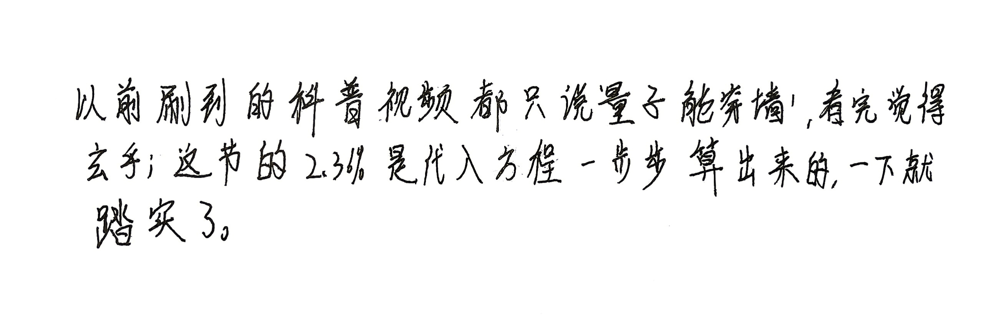 以前刷到的科普视频都只说量子能穿墙',看完觉得
玄乎;这节的2.3%是代入方程一步步算出来的,一下就
踏实了。